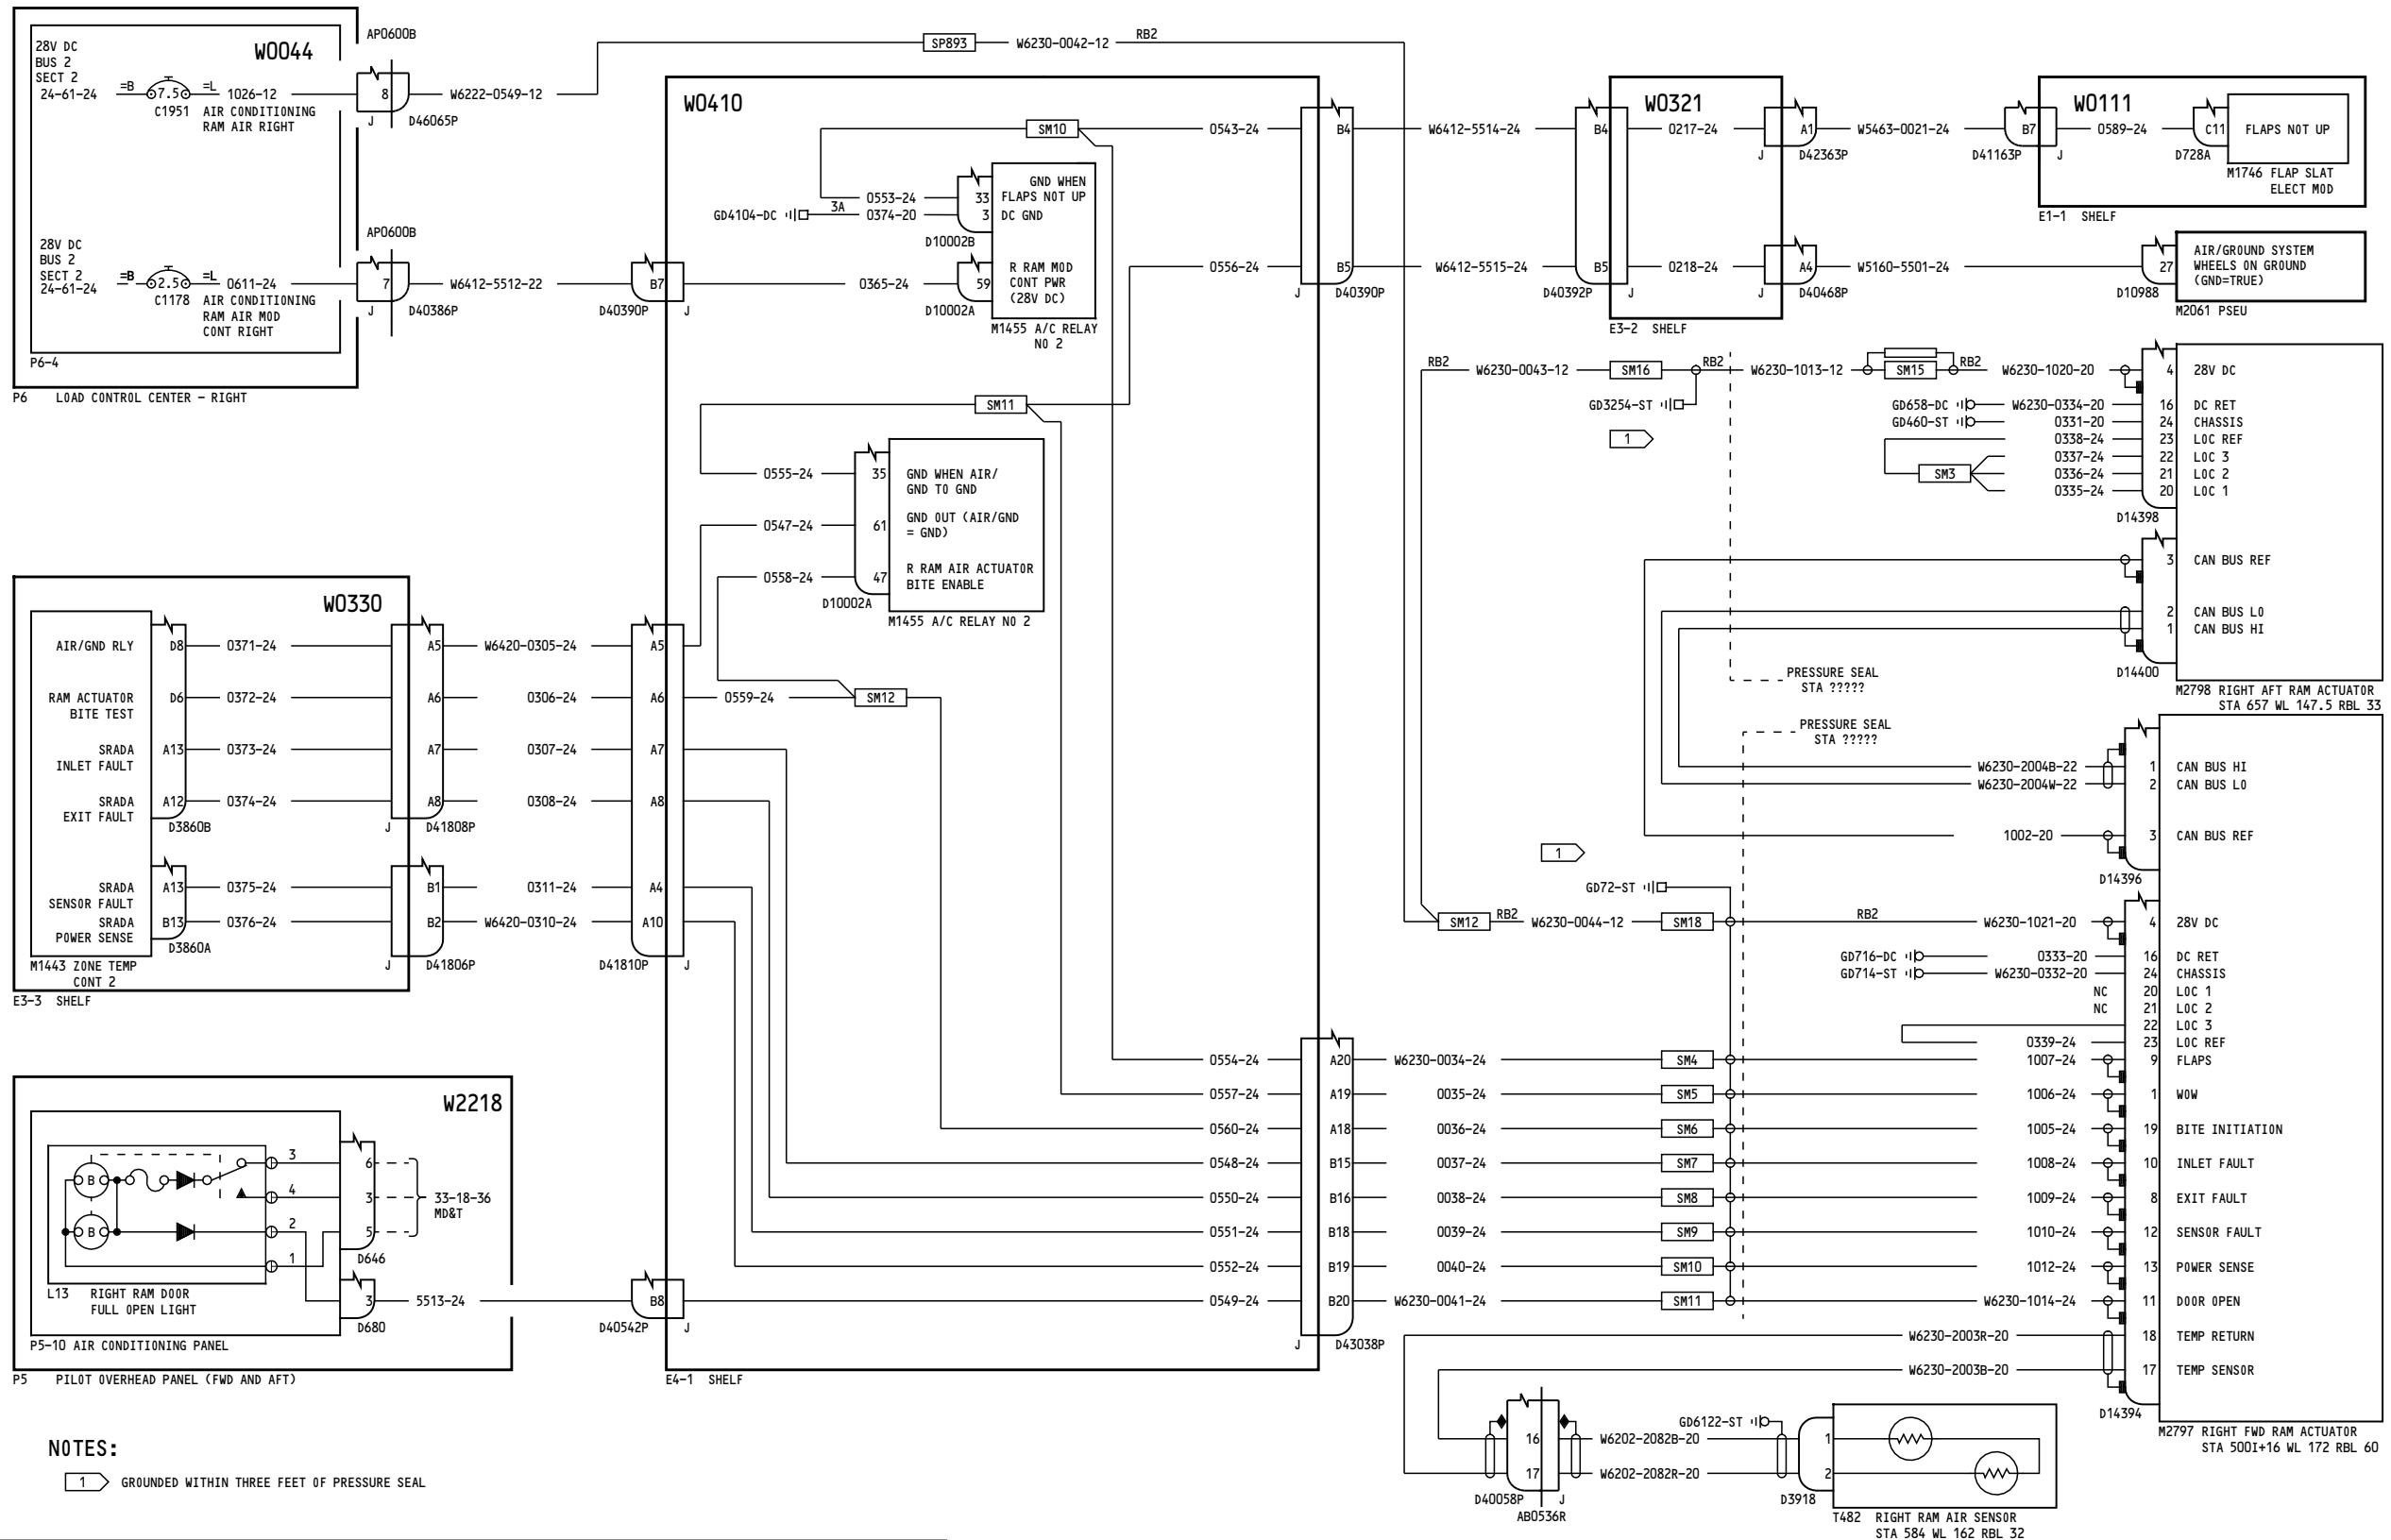 28V DC
BUS 2
SECT 2
24-61-24
=B
7.5
=L
1026-12
C1951
AIR CONDITIONING
RAM AIR RIGHT
W0044
AP0600B
8
J
D46065P
W6222-0549-12
SP893
W6230-0042-12
RB2
28V DC
BUS 2
SECT 2
24-61-24
=B
2.5
=L
0611-24
C1178
AIR CONDITIONING
RAM AIR MOD
CONT RIGHT
AP0600B
7
J
D40386P
W6412-5512-22
P6-4
P6 LOAD CONTROL CENTER - RIGHT
W0410
SM10
0543-24
B4
0553-24
33
GND WHEN
FLAPS NOT UP
GD4104-DC
3A
0374-20
3
DC GND
D10002B
B7
D40390P
J
0365-24
59
R RAM MOD
CONT PWR
(28V DC)
D10002A
M1455 A/C RELAY
NO 2
0556-24
B5
J
D40390P
SM11
0555-24
35
GND WHEN AIR/
GND TO GND
0547-24
61
GND OUT (AIR/GND
= GND)
0558-24
47
R RAM AIR ACTUATOR
BITE ENABLE
D10002A
M1455 A/C RELAY NO 2
W6412-5514-24
B4
W0321
0217-24
A1
J
D42363P
W5463-0021-24
B7
D41163P
J
W0111
0589-24
C11
D728A
FLAPS NOT UP
M1746 FLAP SLAT
ELECT MOD
E1-1 SHELF
W6412-5515-24
B5
D40392P
J
0218-24
A4
J
D40468P
E3-2 SHELF
W5160-5501-24
27
D10988
AIR/GROUND SYSTEM
WHEELS ON GROUND
(GND=TRUE)
M2061 PSEU
RB2
W6230-0043-12
SM16
RB2
W6230-1013-12
SM15
RB2
W6230-1020-20
4
28V DC
GD3254-ST
1
GD658-DC
W6230-0334-20
16
DC RET
GD460-ST
0331-20
24
CHASSIS
0338-24
23
LOC REF
0337-24
22
LOC 3
SM3
0336-24
21
LOC 2
0335-24
20
LOC 1
D14398
3
CAN BUS REF
2
CAN BUS LO
1
CAN BUS HI
D14400
M2798 RIGHT AFT RAM ACTUATOR
STA 657 WL 147.5 RBL 33
PRESSURE SEAL
STA ?????
PRESSURE SEAL
STA ?????
W0330
AIR/GND RLY
D8
0371-24
A5
W6420-0305-24
A5
RAM ACTUATOR
BITE TEST
D6
0372-24
A6
0306-24
A6
0559-24
SM12
SRADA
INLET FAULT
A13
0373-24
A7
0307-24
A7
SRADA
EXIT FAULT
A12
0374-24
A8
0308-24
A8
D3860B
J
D41808P
SRADA
SENSOR FAULT
A13
0375-24
B1
0311-24
A4
SRADA
POWER SENSE
B13
0376-24
B2
W6420-0310-24
A10
D3860A
J
D41806P
D41810P
J
M1443 ZONE TEMP
CONT 2
E3-3 SHELF
W6230-2004B-22
1
CAN BUS HI
W6230-2004W-22
2
CAN BUS LO
1002-20
3
CAN BUS REF
D14396
1
GD72-ST
SM12
RB2
W6230-0044-12
SM18
RB2
W6230-1021-20
4
28V DC
GD716-DC
0333-20
16
DC RET
GD714-ST
W6230-0332-20
24
CHASSIS
NC
20
LOC 1
NC
21
LOC 2
22
LOC 3
0339-24
23
LOC REF
0554-24
A20
W6230-0034-24
SM4
1007-24
9
FLAPS
0557-24
A19
0035-24
SM5
1006-24
1
WOW
0560-24
A18
0036-24
SM6
1005-24
19
BITE INITIATION
0548-24
B15
0037-24
SM7
1008-24
10
INLET FAULT
0550-24
B16
0038-24
SM8
1009-24
8
EXIT FAULT
0551-24
B18
0039-24
SM9
1010-24
12
SENSOR FAULT
0552-24
B19
0040-24
SM10
1012-24
13
POWER SENSE
0549-24
B20
W6230-0041-24
SM11
W6230-1014-24
11
DOOR OPEN
J
D43038P
W6230-2003R-20
18
TEMP RETURN
W6230-2003B-20
17
TEMP SENSOR
D14394
M2797 RIGHT FWD RAM ACTUATOR
STA 500I+16 WL 172 RBL 60
W2218
B
B
3
4
2
1
6
3
5
33-18-36
MD&T
D646
L13 RIGHT RAM DOOR
FULL OPEN LIGHT
3
D680
5513-24
B8
D40542P
J
P5-10 AIR CONDITIONING PANEL
P5 PILOT OVERHEAD PANEL (FWD AND AFT)
E4-1 SHELF
16
17
D40058P
J
AB0536R
W6202-2082B-20
W6202-2082R-20
GD6122-ST
1
2
D3918
T482 RIGHT RAM AIR SENSOR
STA 584 WL 162 RBL 32
NOTES:
1 GROUNDED WITHIN THREE FEET OF PRESSURE SEAL